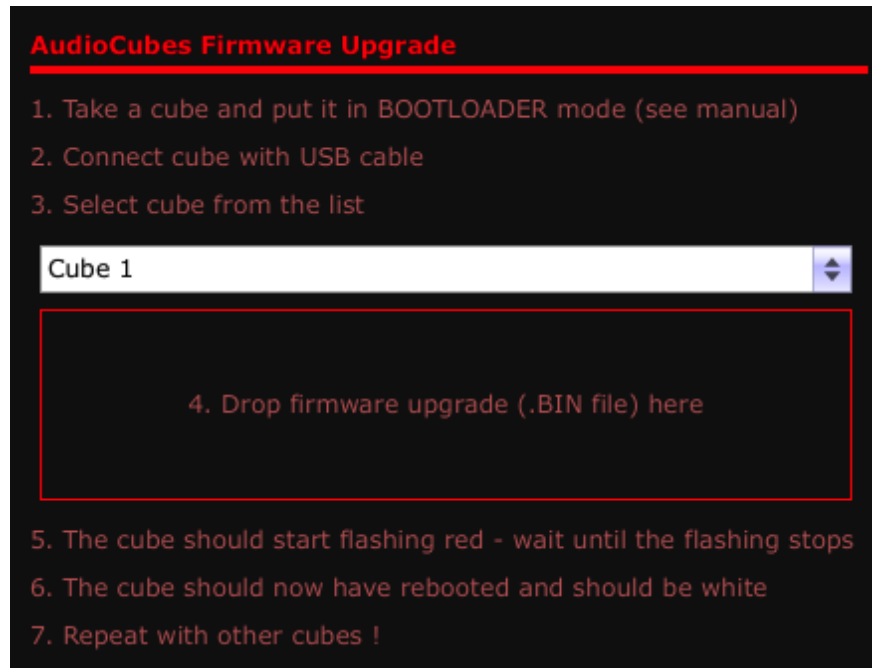 AudioCubes Firmware Upgrade
1. Take a cube and put it in BOOTLOADER mode (see manual)
2. Connect cube with USB cable
3. Select cube from the list
Cube 1
4. Drop firmware upgrade (.BIN file) here
5. The cube should start flashing red - wait until the flashing stops
6. The cube should now have rebooted and should be white
7. Repeat with other cubes !